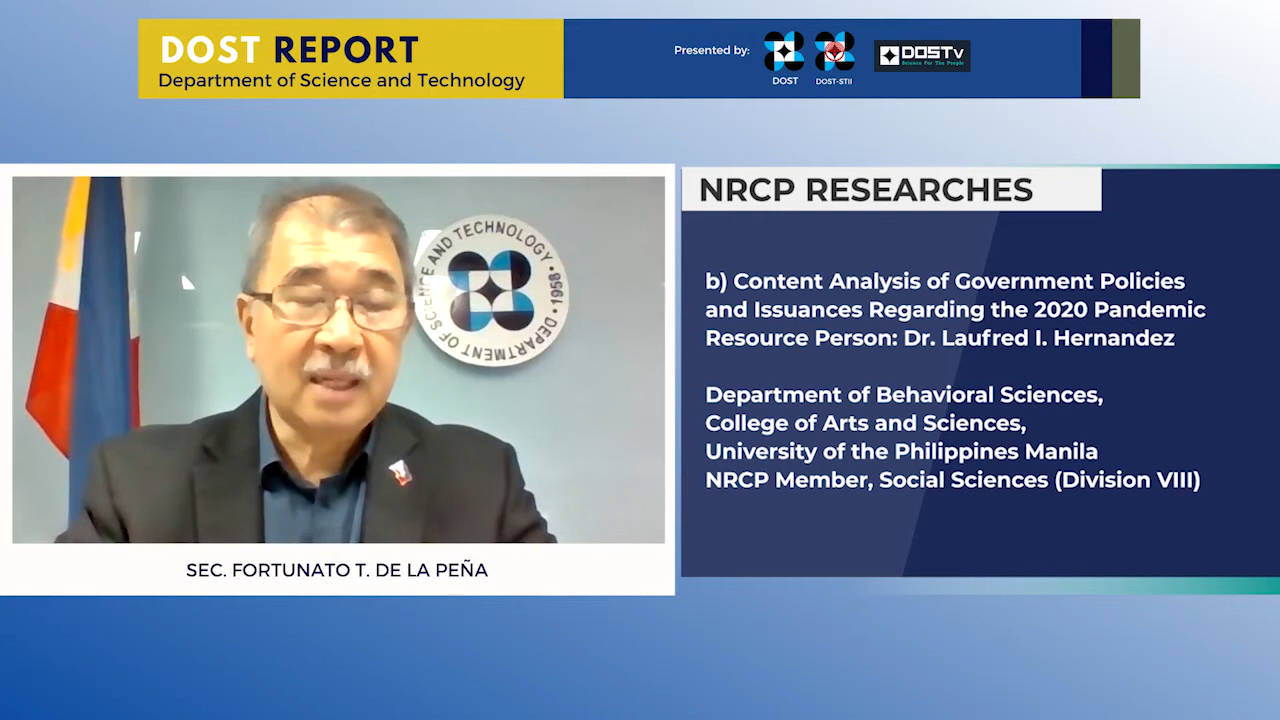 DOST REPORT
Department of Science and Technology
Presented by:
DOST
DOST-STII
DOSTv
Science For The People
NRCP RESEARCHES
b) Content Analysis of Government Policies
and Issuances Regarding the 2020 Pandemic
Resource Person: Dr. Laufred I. Hernandez
Department of Behavioral Sciences,
College of Arts and Sciences,
University of the Philippines Manila
NRCP Member, Social Sciences (Division VIII)
DEPARTMENT OF SCIENCE AND TECHNOLOGY • 1958 •
SEC. FORTUNATO T. DE LA PEÑA